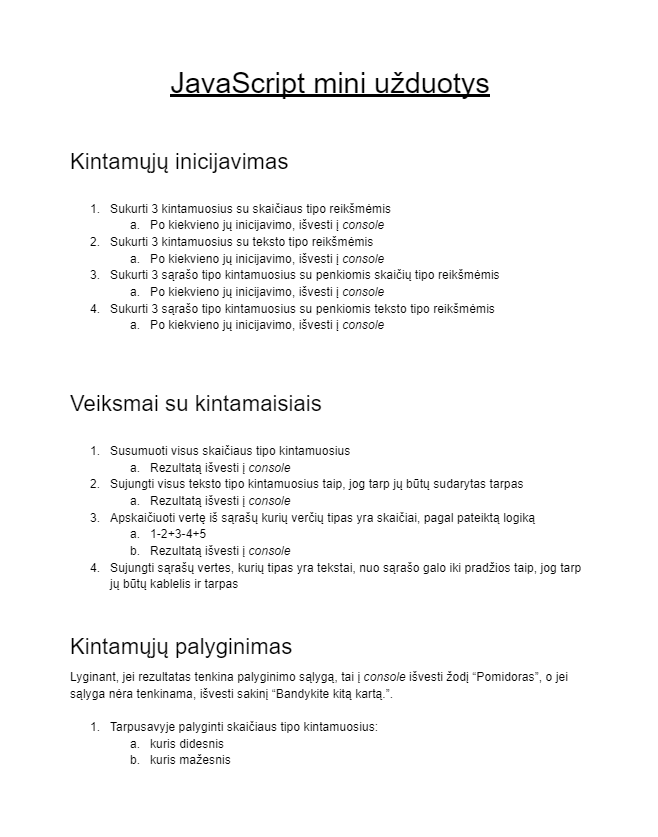 JavaScript mini užduotys
Kintamųjų inicijavimas
1. Sukurti 3 kintamuosius su skaičiaus tipo reikšmėmis
a. Po kiekvieno jų inicijavimo, išvesti į console
2. Sukurti 3 kintamuosius su teksto tipo reikšmėmis
a. Po kiekvieno jų inicijavimo, išvesti į console
3. Sukurti 3 sąrašo tipo kintamuosius su penkiomis skaičių tipo reikšmėmis
a. Po kiekvieno jų inicijavimo, išvesti į console
4. Sukurti 3 sąrašo tipo kintamuosius su penkiomis teksto tipo reikšmėmis
a. Po kiekvieno jų inicijavimo, išvesti į console
Veiksmai su kintamaisiais
1. Susumuoti visus skaičiaus tipo kintamuosius
a. Rezultatą išvesti į console
2. Sujungti visus teksto tipo kintamuosius taip, jog tarp jų būtų sudarytas tarpas
a. Rezultatą išvesti į console
3. Apskaičiuoti vertę iš sąrašų kurių verčių tipas yra skaičiai, pagal pateiktą logiką
a. 1-2+3-4+5
b. Rezultatą išvesti į console
4. Sujungti sąrašų vertes, kurių tipas yra tekstai, nuo sąrašo galo iki pradžios taip, jog tarp
jų būtų kablelis ir tarpas
Kintamųjų palyginimas
Lyginant, jei rezultatas tenkina palyginimo sąlygą, tai į console išvesti žodį “Pomidoras”, o jei
sąlyga nėra tenkinama, išvesti sakinį “Bandykite kitą kartą.”.
1. Tarpusavyje palyginti skaičiaus tipo kintamuosius:
a. kuris didesnis
b. kuris mažesnis